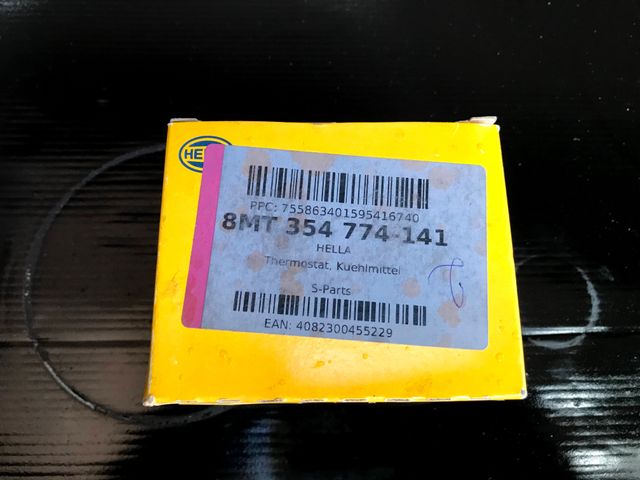 HELLA
PPC: 755863401595416740
8MT 354 774-141
HELLA
Thermostat, Kuehlmittel
S-Parts
EAN: 4082300455229